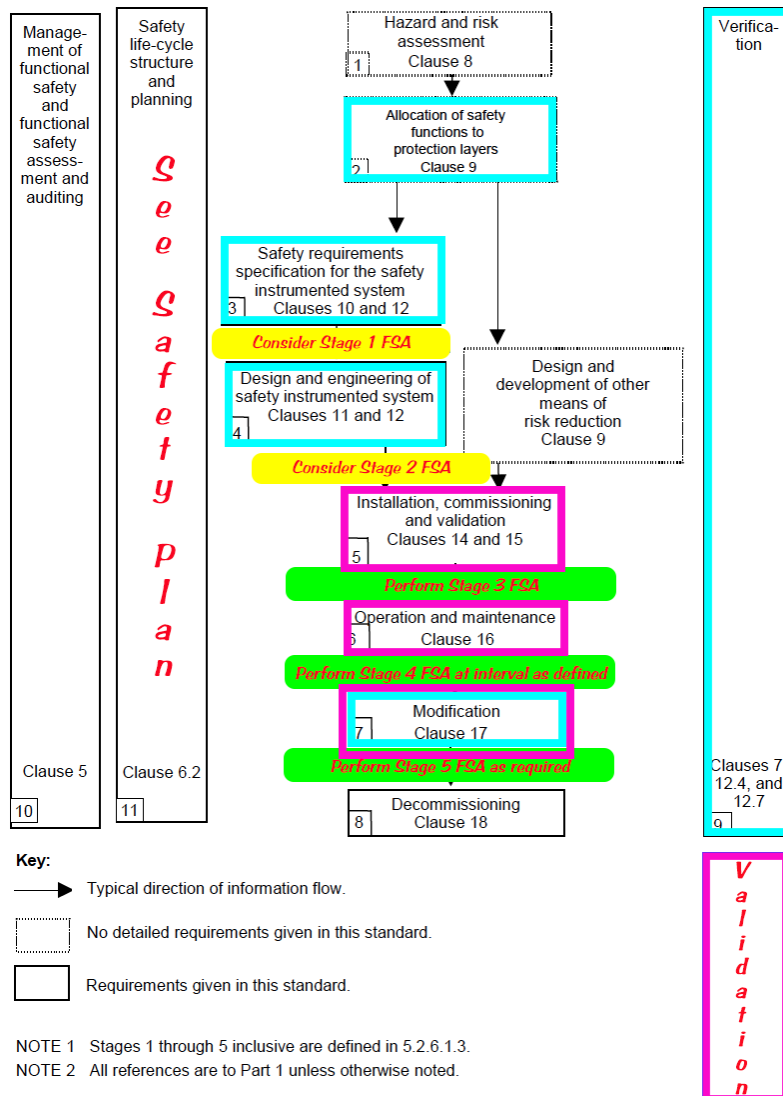 Manage-
ment of
functional
safety
and
functional
safety
assess-
ment and
auditing
Clause 5
10
Safety
life-cycle
structure
and
planning
See Safety plan
Clause 6.2
11
Hazard and risk
assessment
Clause 8
1
Allocation of safety
functions to
protection layers
Clause 9
2
Safety requirements
specification for the safety
instrumented system
Clauses 10 and 12
3
Consider Stage 1 FSA
Design and engineering of
safety instrumented system
Clauses 11 and 12
4
Design and
development of other
means of
risk reduction
Clause 9
Consider Stage 2 FSA
Installation, commissioning
and validation
Clauses 14 and 15
5
Perform Stage 3 FSA
Operation and maintenance
Clause 16
6
Perform Stage 4 FSA at interval as defined
Modification
Clause 17
7
Perform Stage 5 FSA as required
Decommissioning
Clause 18
8
Verifica-
tion
Clauses 7
12.4, and
12.7
9
Validation
Key:
Typical direction of information flow.
No detailed requirements given in this standard.
Requirements given in this standard.
NOTE 1 Stages 1 through 5 inclusive are defined in 5.2.6.1.3.
NOTE 2 All references are to Part 1 unless otherwise noted.